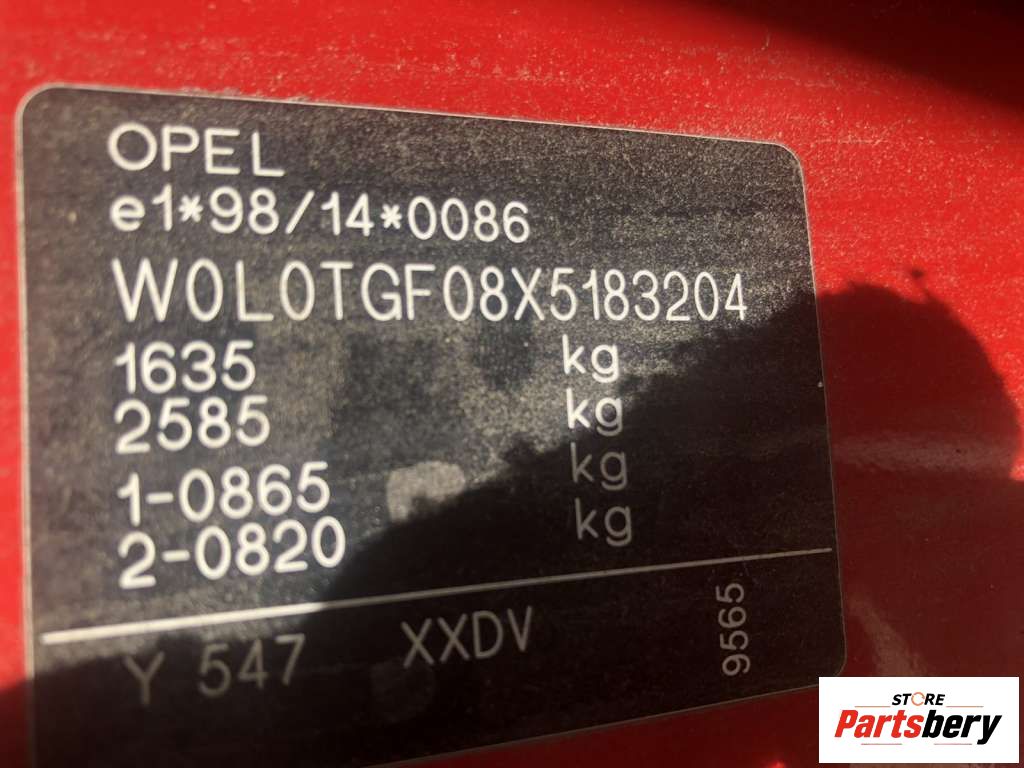 OPEL
e1*98/14*0086
W0L0TGF08X5183204
1635 kg
2585 kg
1-0865 kg
2-0820 kg
Y 547 XXDV
9565
STORE
Partsbery